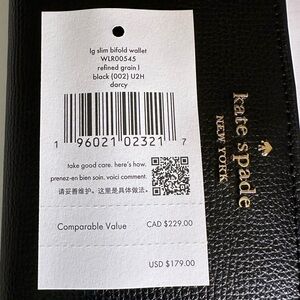 lg slim bifold wallet
WLR00545
refined grain l
black (002) U2H
darcy
1 96021 02321 7
take good care. here's how.
prenez-en bien soin. voici comment.
请妥善维护。这里是具体做法。
Comparable Value CAD $229.00
USD $179.00
kate spade
NEW YORK